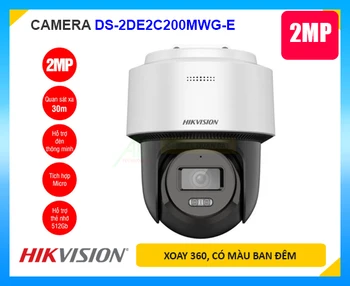 CAMERA DS-2DE2C200MWG-E
2MP
2MP
Quan sát xa
30m
Hỗ trợ
đèn
thông minh
Tích hợp
Micro
Hỗ trợ
thẻ nhớ
512Gb
HIKVISION
HIKVISION
XOAY 360, CÓ MÀU BAN ĐÊM